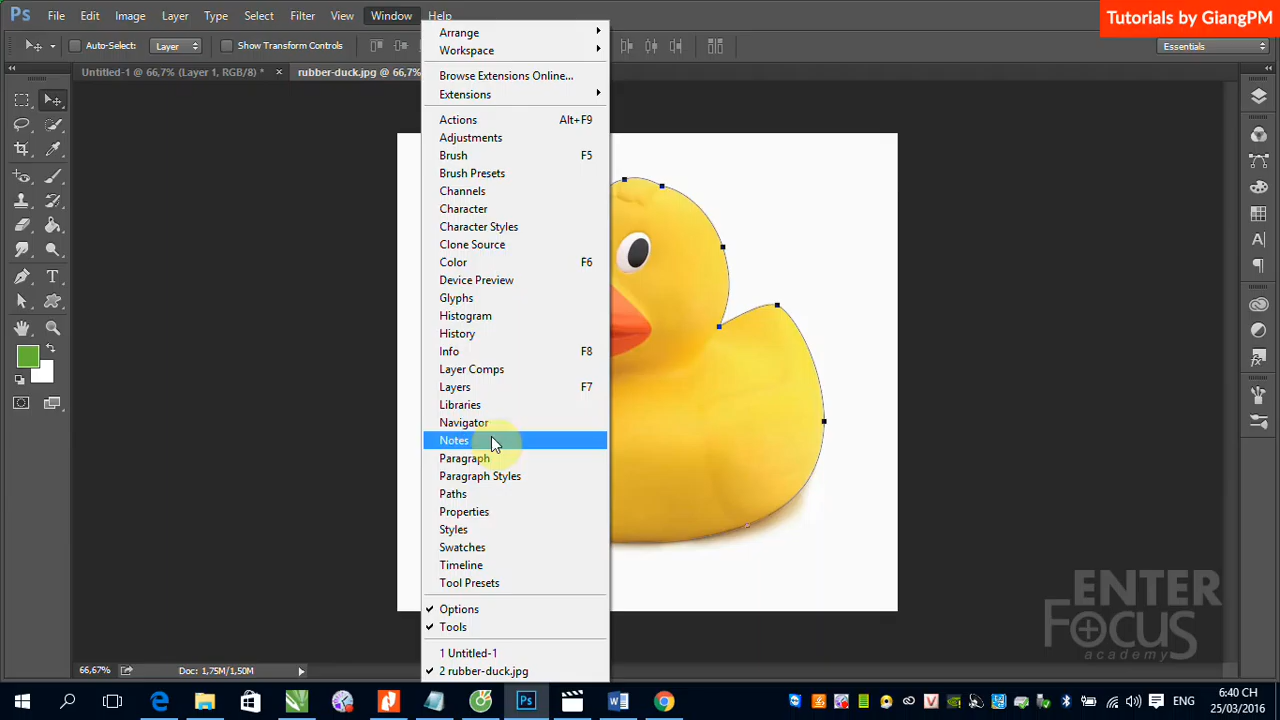 Ps File Edit Image Layer Type Select Filter View Window Help
Tutorials by GiangPM
Auto-Select: Layer Show Transform Controls Essentials
Untitled-1 @ 66,7% (Layer 1, RGB/8) * × rubber-duck.jpg @ 66,7%
Arrange
Workspace
Browse Extensions Online...
Extensions
Actions Alt+F9
Adjustments
Brush F5
Brush Presets
Channels
Character
Character Styles
Clone Source
Color F6
Device Preview
Glyphs
Histogram
History
Info F8
Layer Comps
Layers F7
Libraries
Navigator
Notes
Paragraph
Paragraph Styles
Paths
Properties
Styles
Swatches
Timeline
Tool Presets
Options
Tools
1 Untitled-1
2 rubber-duck.jpg
ENTER
FOCUS
academy
66,67% Doc: 1,75M/1,50M
ENG
6:40 CH
25/03/2016